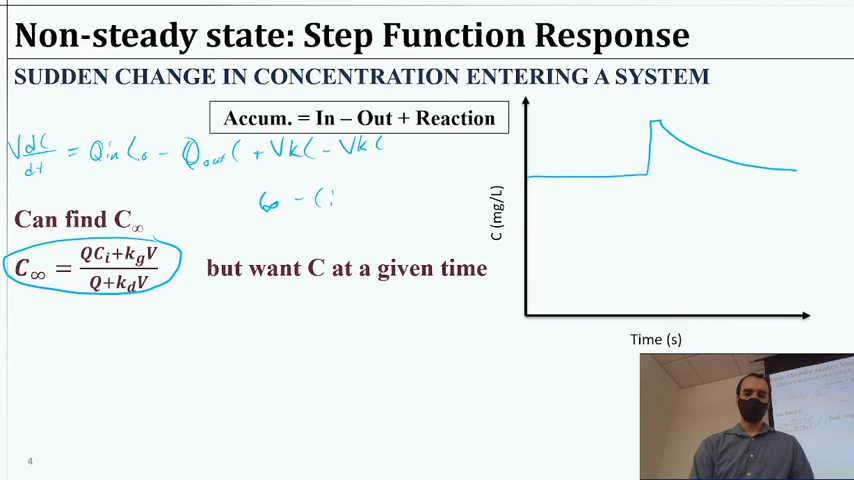 Non-steady state: Step Function Response
SUDDEN CHANGE IN CONCENTRATION ENTERING A SYSTEM
Accum. = In – Out + Reaction
V dC/dt = Qin C₀ - Qout C + VkC - VkC
Can find C∞
C∞ = (QCi+kgV)/(Q+kdV)
but want C at a given time
C (mg/L)
Time (s)
4